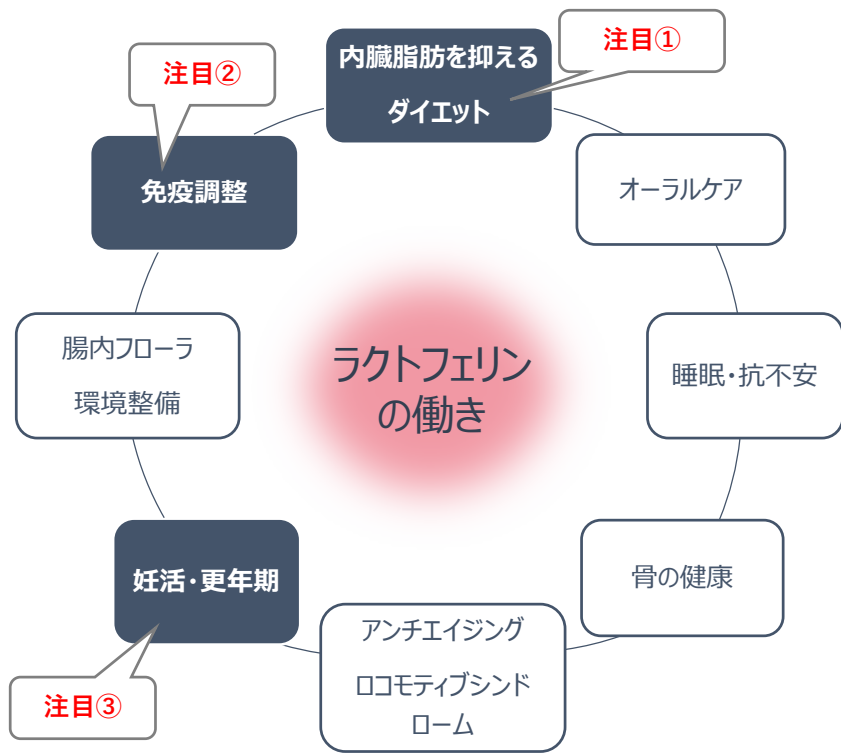 注目①
注目②
内臓脂肪を抑える
ダイエット
免疫調整
オーラルケア
腸内フローラ
環境整備
ラクトフェリン
の働き
睡眠・抗不安
妊活・更年期
骨の健康
アンチエイジング
ロコモティブシンド
ローム
注目③